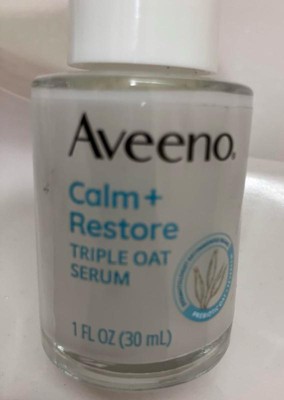 Aveeno.
Calm +
Restore
TRIPLE OAT
SERUM
1 FL OZ (30 mL)